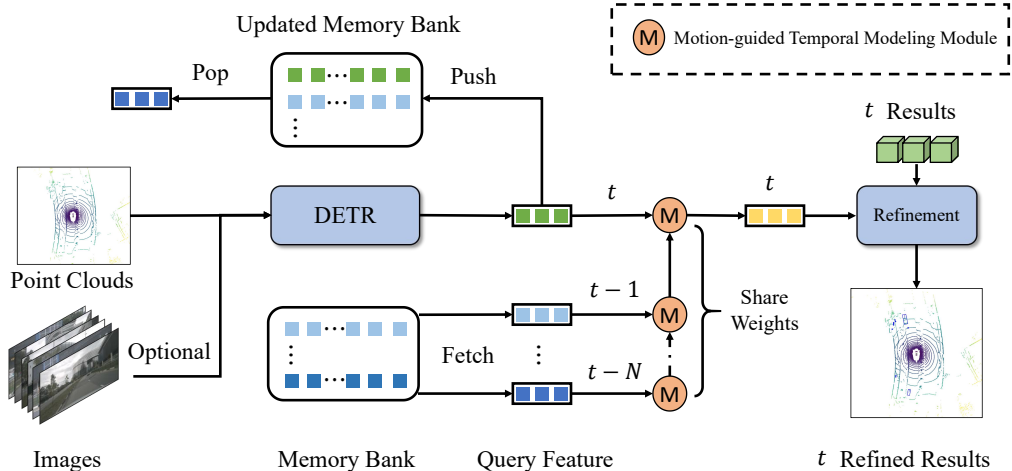 Updated Memory Bank
M Motion-guided Temporal Modeling Module
Pop
Push
t Results
DETR
t
M
t
Refinement
Point Clouds
t − 1
M
Share
Weights
Optional
Fetch
t − N
M
Images
Memory Bank
Query Feature
t Refined Results